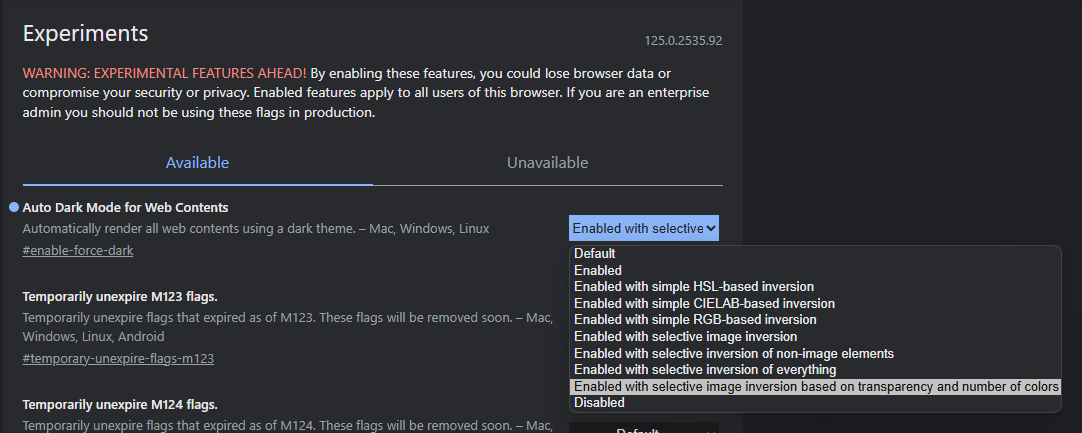 Experiments
125.0.2535.92
WARNING: EXPERIMENTAL FEATURES AHEAD! By enabling these features, you could lose browser data or
compromise your security or privacy. Enabled features apply to all users of this browser. If you are an enterprise
admin you should not be using these flags in production.
Available
Unavailable
Auto Dark Mode for Web Contents
Automatically render all web contents using a dark theme. – Mac, Windows, Linux
#enable-force-dark
Enabled with selective
Default
Enabled
Enabled with simple HSL-based inversion
Enabled with simple CIELAB-based inversion
Enabled with simple RGB-based inversion
Enabled with selective image inversion
Enabled with selective inversion of non-image elements
Enabled with selective inversion of everything
Enabled with selective image inversion based on transparency and number of colors
Disabled
Temporarily unexpire M123 flags.
Temporarily unexpire flags that expired as of M123. These flags will be removed soon. – Mac,
Windows, Linux, Android
#temporary-unexpire-flags-m123
Temporarily unexpire M124 flags.
Temporarily unexpire flags that expired as of M124. These flags will be removed soon. – Mac,
Default